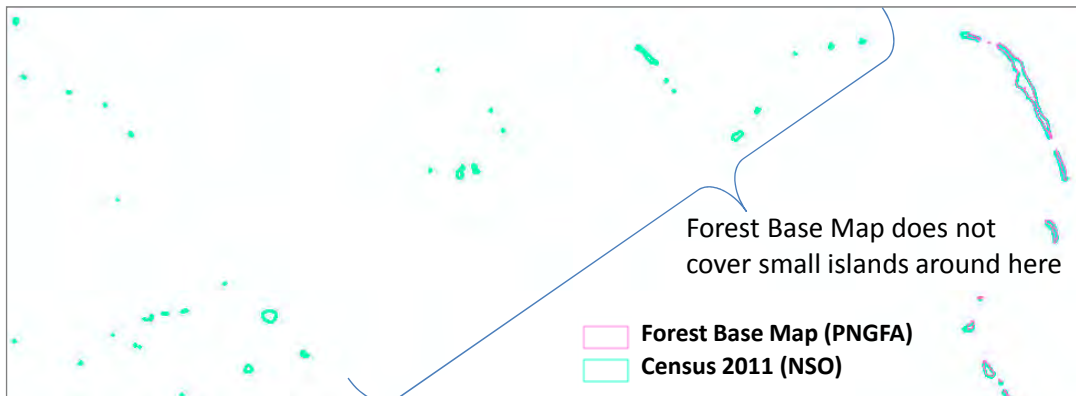 Forest Base Map does not
cover small islands around here
Forest Base Map (PNGFA)
Census 2011 (NSO)